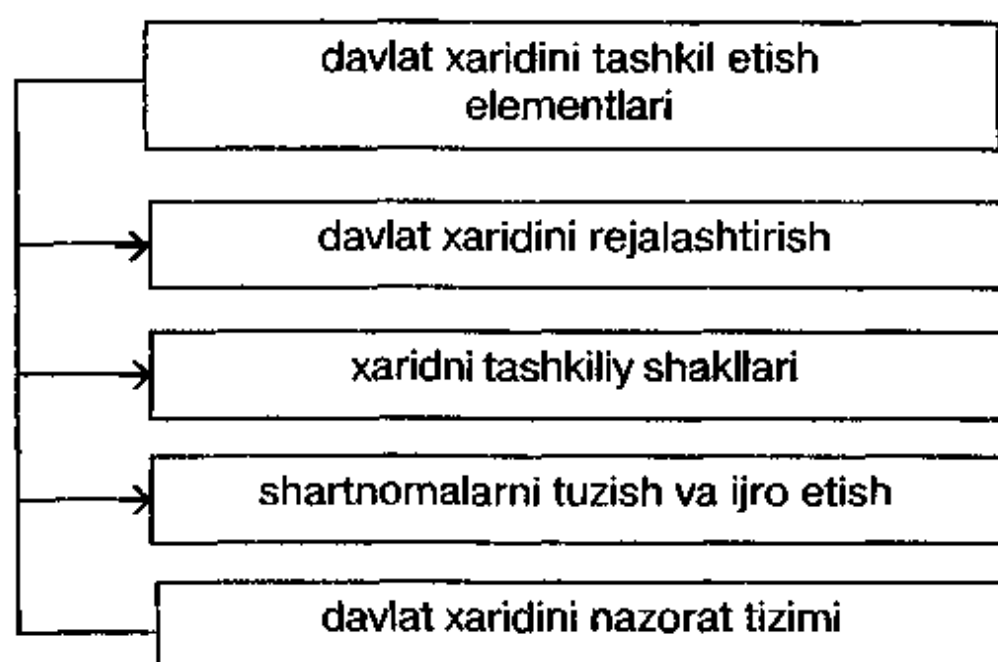 davlat xaridini tashkil etish
elementlari
davlat xaridini rejalashtirish
xaridni tashkiliy shakllari
shartnomalarni tuzish va ijro etish
davlat xaridini nazorat tizimi